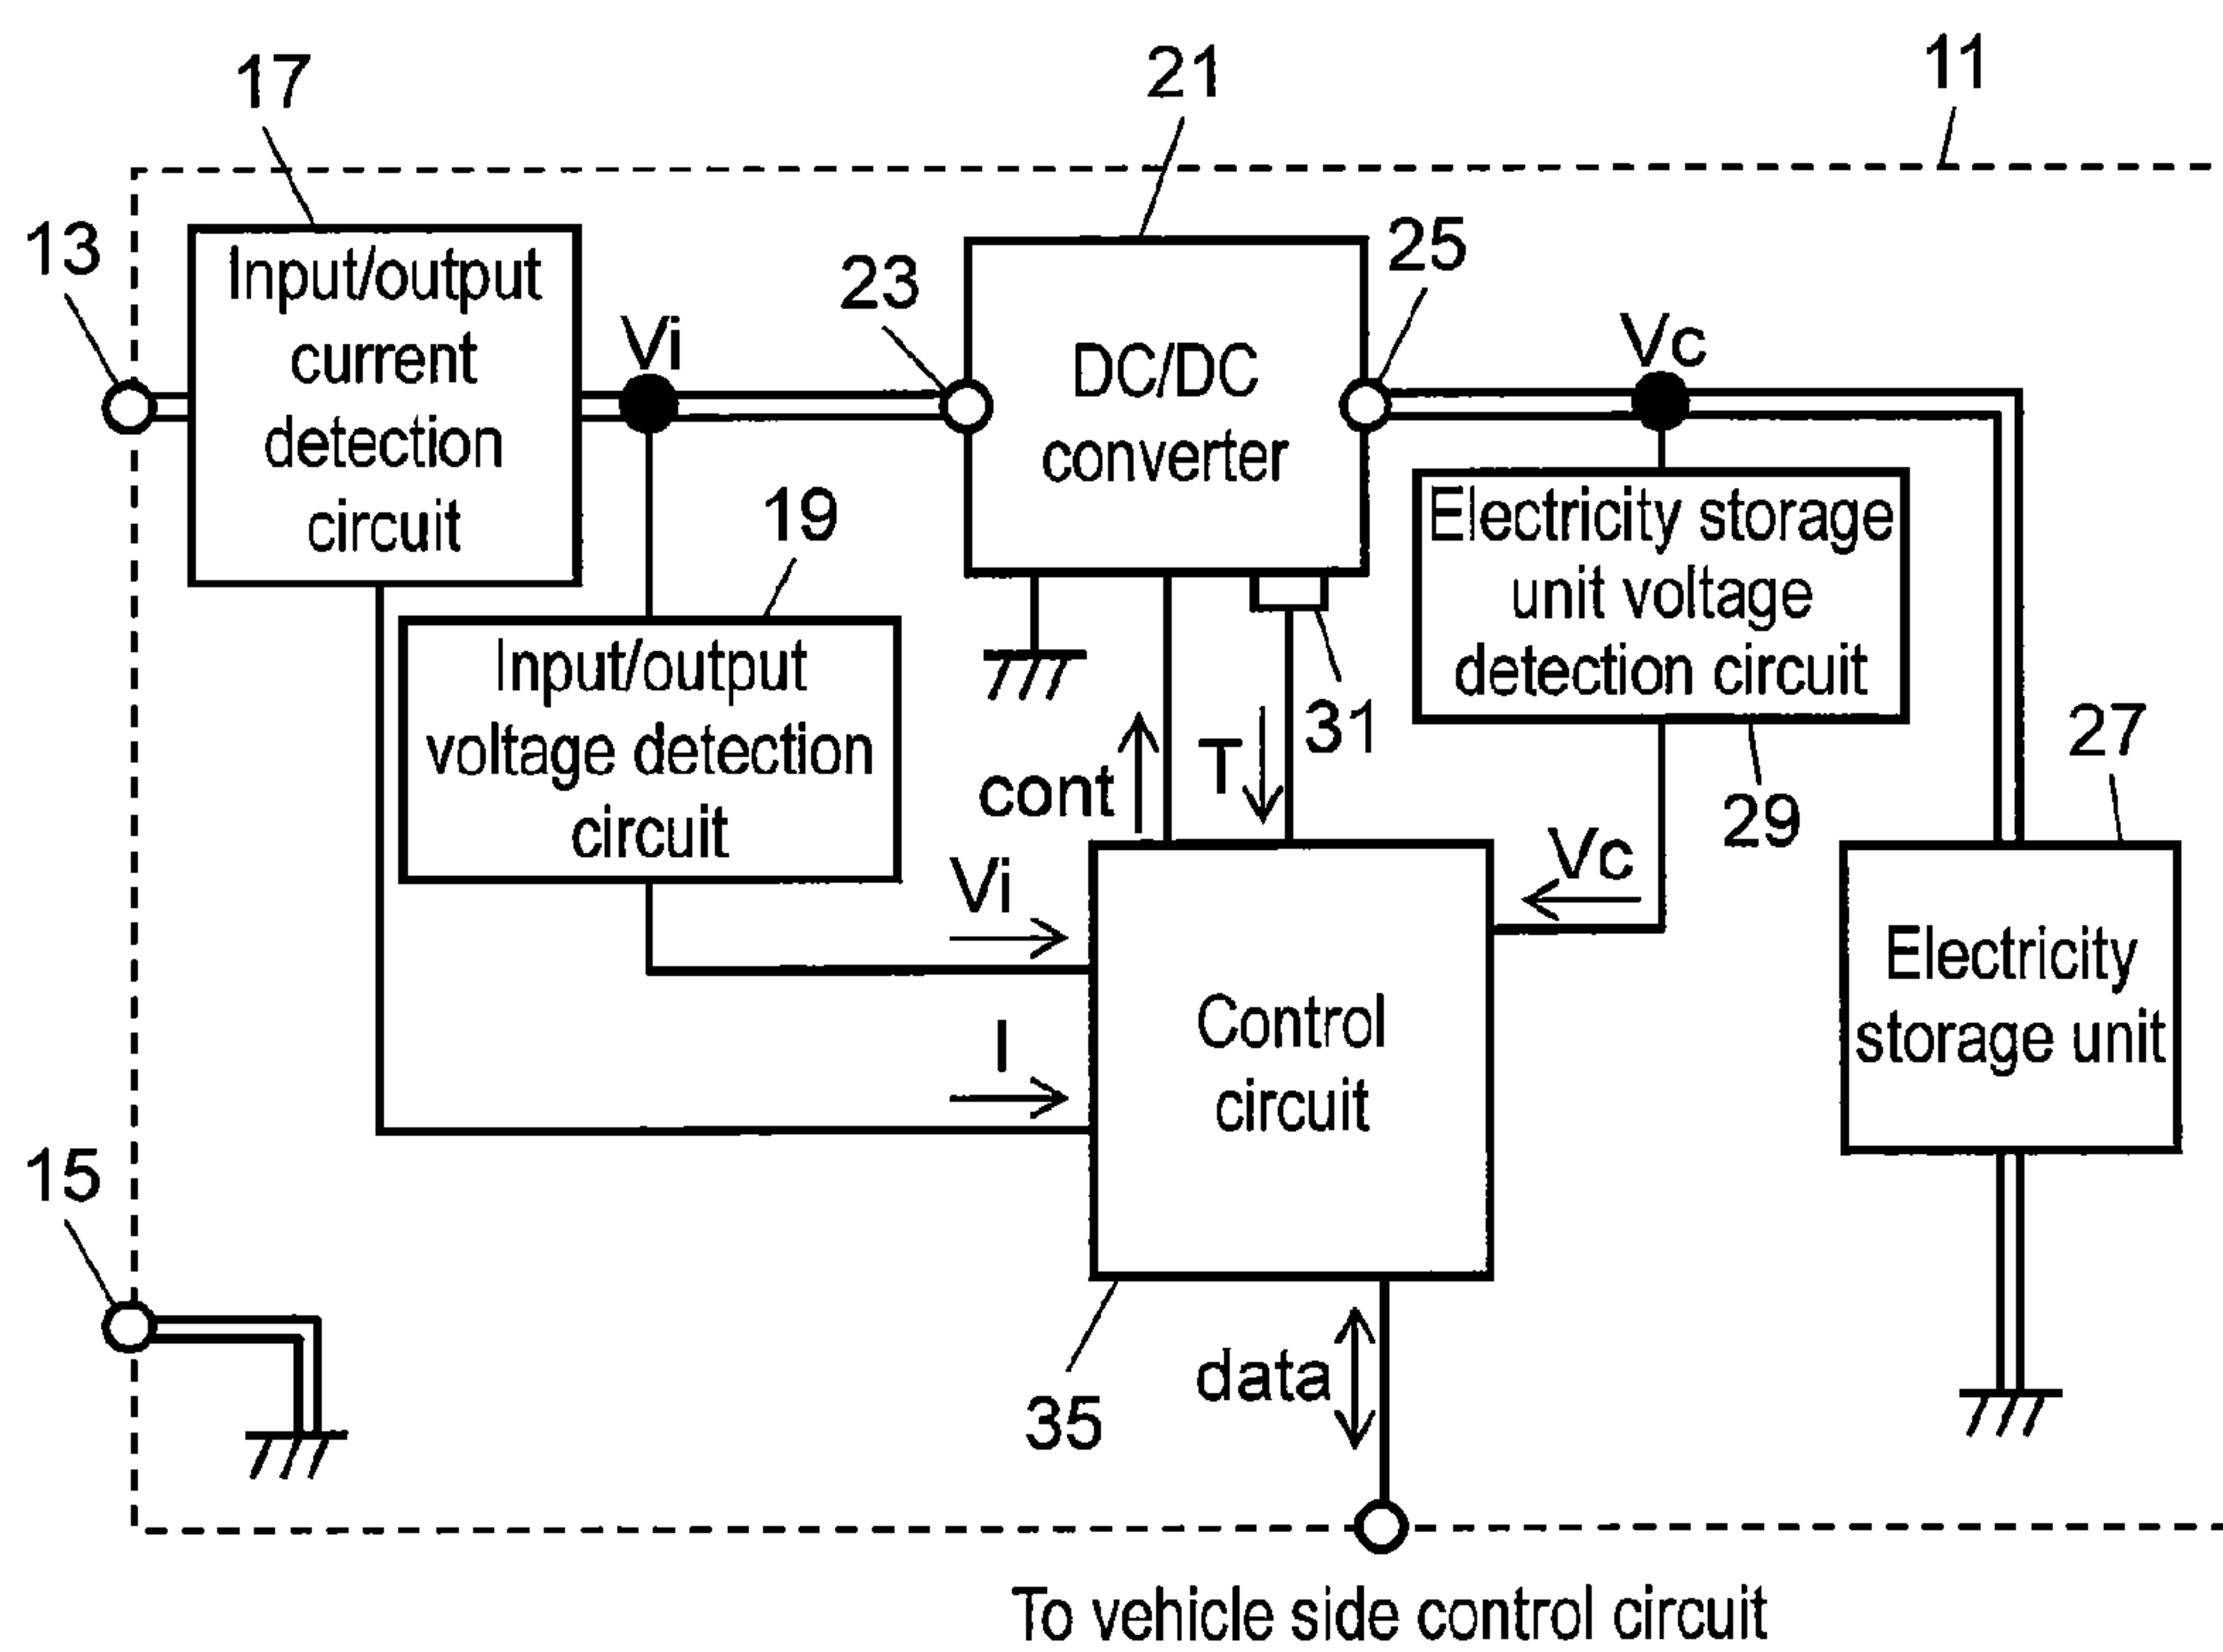 17
21
11
13
Input/output
current
detection
circuit
Vi
23
DC/DC
converter
25
Vc
19
Input/output
voltage detection
circuit
Electricity storage
unit voltage
detection circuit
31
cont
T
29
27
Vi
Vc
I
Control
circuit
Electricity
storage unit
15
35
data
To vehicle side control circuit